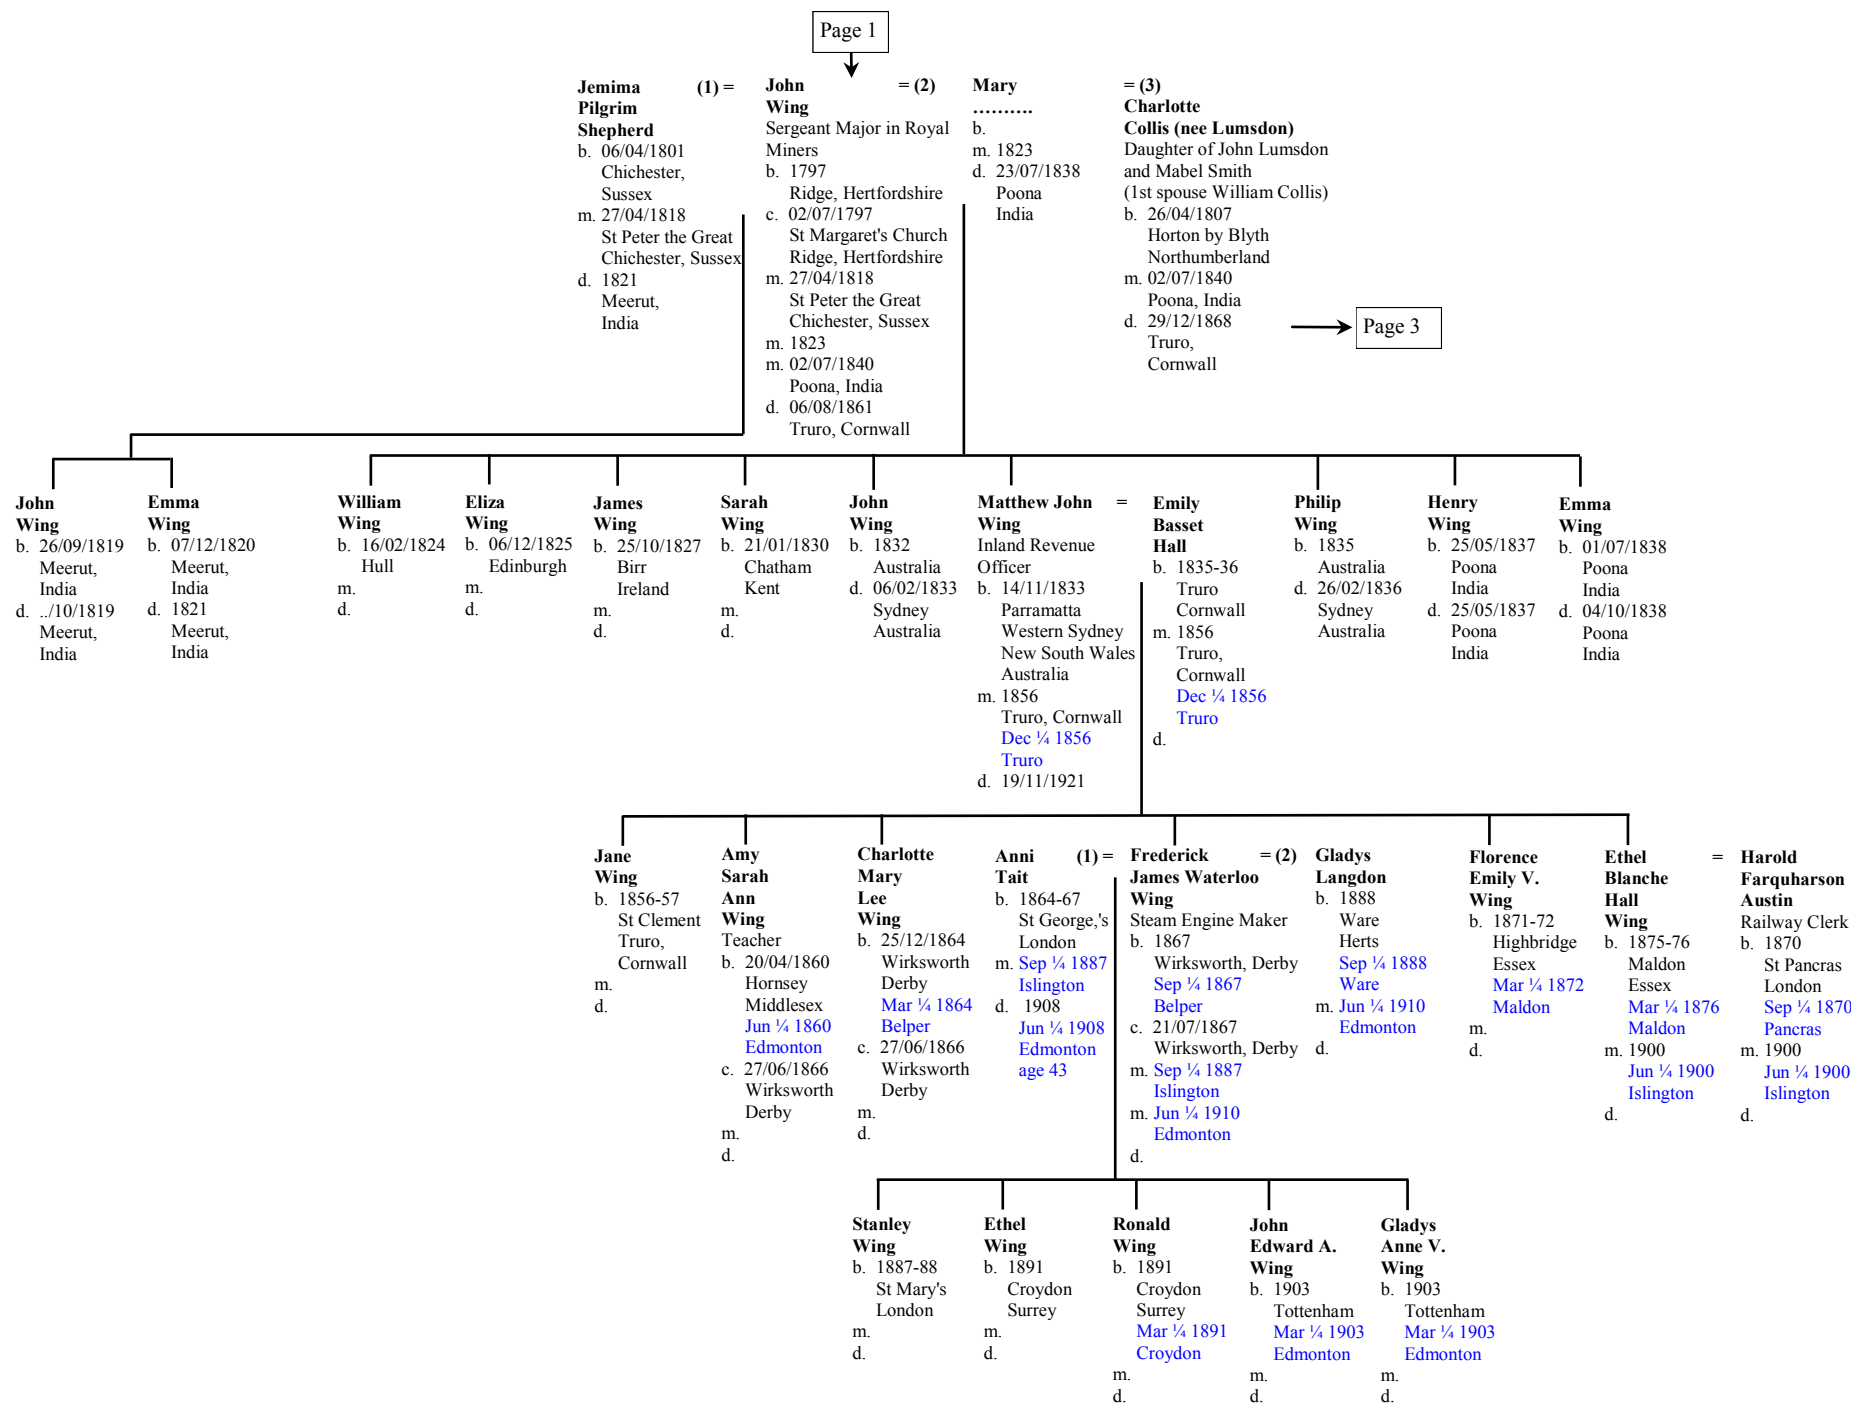 Page 1
Jemima (1) =
Pilgrim
Shepherd
b. 06/04/1801
Chichester,
Sussex
m. 27/04/1818
St Peter the Great
Chichester, Sussex
d. 1821
Meerut,
India
John = (2)
Wing
Sergeant Major in Royal
Miners
b. 1797
Ridge, Hertfordshire
c. 02/07/1797
St Margaret's Church
Ridge, Hertfordshire
m. 27/04/1818
St Peter the Great
Chichester, Sussex
m. 1823
m. 02/07/1840
Poona, India
d. 06/08/1861
Truro, Cornwall
Mary
..........
b.
m. 1823
d. 23/07/1838
Poona
India
= (3)
Charlotte
Collis (nee Lumsdon)
Daughter of John Lumsdon
and Mabel Smith
(1st spouse William Collis)
b. 26/04/1807
Horton by Blyth
Northumberland
m. 02/07/1840
Poona, India
d. 29/12/1868
Truro,
Cornwall
Page 3
John
Wing
b. 26/09/1819
Meerut,
India
d. ../10/1819
Meerut,
India
Emma
Wing
b. 07/12/1820
Meerut,
India
d. 1821
Meerut,
India
William
Wing
b. 16/02/1824
Hull
m.
d.
Eliza
Wing
b. 06/12/1825
Edinburgh
m.
d.
James
Wing
b. 25/10/1827
Birr
Ireland
m.
d.
Sarah
Wing
b. 21/01/1830
Chatham
Kent
m.
d.
John
Wing
b. 1832
Australia
d. 06/02/1833
Sydney
Australia
Matthew John =
Wing
Inland Revenue
Officer
b. 14/11/1833
Parramatta
Western Sydney
New South Wales
Australia
m. 1856
Truro, Cornwall
Dec ¼ 1856
Truro
d. 19/11/1921
Emily
Basset
Hall
b. 1835-36
Truro
Cornwall
m. 1856
Truro,
Cornwall
Dec ¼ 1856
Truro
d.
Philip
Wing
b. 1835
Australia
d. 26/02/1836
Sydney
Australia
Henry
Wing
b. 25/05/1837
Poona
India
d. 25/05/1837
Poona
India
Emma
Wing
b. 01/07/1838
Poona
India
d. 04/10/1838
Poona
India
Jane
Wing
b. 1856-57
St Clement
Truro,
Cornwall
m.
d.
Amy
Sarah
Ann
Wing
Teacher
b. 20/04/1860
Hornsey
Middlesex
Jun ¼ 1860
Edmonton
c. 27/06/1866
Wirksworth
Derby
m.
d.
Charlotte
Mary
Lee
Wing
b. 25/12/1864
Wirksworth
Derby
Mar ¼ 1864
Belper
c. 27/06/1866
Wirksworth
Derby
m.
d.
Anni (1) =
Tait
b. 1864-67
St George,'s
London
m. Sep ¼ 1887
Islington
d. 1908
Jun ¼ 1908
Edmonton
age 43
Frederick = (2)
James Waterloo
Wing
Steam Engine Maker
b. 1867
Wirksworth, Derby
Sep ¼ 1867
Belper
c. 21/07/1867
Wirksworth, Derby
m. Sep ¼ 1887
Islington
m. Jun ¼ 1910
Edmonton
d.
Gladys
Langdon
b. 1888
Ware
Herts
Sep ¼ 1888
Ware
m. Jun ¼ 1910
Edmonton
d.
Florence
Emily V.
Wing
b. 1871-72
Highbridge
Essex
Mar ¼ 1872
Maldon
m.
d.
Ethel =
Blanche
Hall
Wing
b. 1875-76
Maldon
Essex
Mar ¼ 1876
Maldon
m. 1900
Jun ¼ 1900
Islington
d.
Harold
Farquharson
Austin
Railway Clerk
b. 1870
St Pancras
London
Sep ¼ 1870
Pancras
m. 1900
Jun ¼ 1900
Islington
d.
Stanley
Wing
b. 1887-88
St Mary's
London
m.
d.
Ethel
Wing
b. 1891
Croydon
Surrey
m.
d.
Ronald
Wing
b. 1891
Croydon
Surrey
Mar ¼ 1891
Croydon
m.
d.
John
Edward A.
Wing
b. 1903
Tottenham
Mar ¼ 1903
Edmonton
m.
d.
Gladys
Anne V.
Wing
b. 1903
Tottenham
Mar ¼ 1903
Edmonton
m.
d.